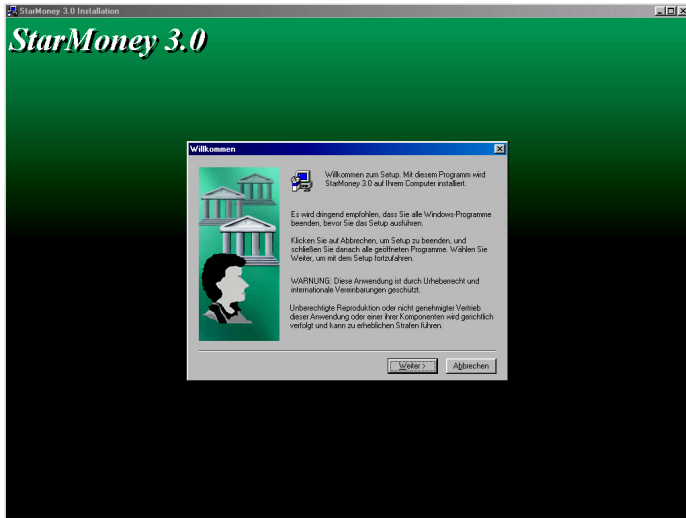 StarMoney 3.0 Installation
StarMoney 3.0
Willkommen
Willkommen zum Setup. Mit diesem Programm wird
StarMoney 3.0 auf Ihrem Computer installiert.
Es wird dringend empfohlen, dass Sie alle Windows-Programme
beenden, bevor Sie das Setup ausführen.
Klicken Sie auf Abbrechen, um Setup zu beenden, und
schließen Sie danach alle geöffneten Programme. Wählen Sie
Weiter, um mit dem Setup fortzufahren.
WARNUNG: Diese Anwendung ist durch Urheberrecht und
internationale Vereinbarungen geschützt.
Unberechtigte Reproduktion oder nicht genehmigter Vertrieb
dieser Anwendung oder einer ihrer Komponenten wird gerichtlich
verfolgt und kann zu erheblichen Strafen führen.
Weiter >
Abbrechen